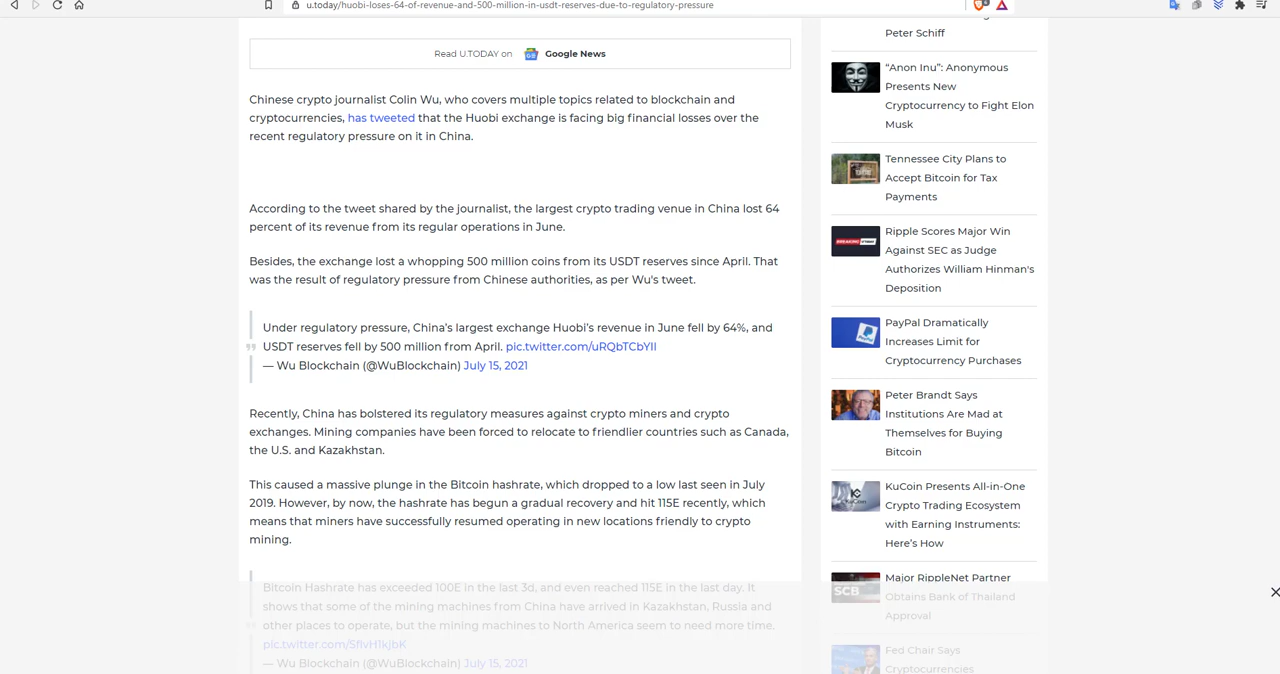 u.today/huobi-loses-64-of-revenue-and-500-million-in-usdt-reserves-due-to-regulatory-pressure
Read U.TODAY on Google News
Chinese crypto journalist Colin Wu, who covers multiple topics related to blockchain and
cryptocurrencies, has tweeted that the Huobi exchange is facing big financial losses over the
recent regulatory pressure on it in China.
According to the tweet shared by the journalist, the largest crypto trading venue in China lost 64
percent of its revenue from its regular operations in June.
Besides, the exchange lost a whopping 500 million coins from its USDT reserves since April. That
was the result of regulatory pressure from Chinese authorities, as per Wu's tweet.
Under regulatory pressure, China’s largest exchange Huobi’s revenue in June fell by 64%, and
USDT reserves fell by 500 million from April. pic.twitter.com/uRQbTCbYII
— Wu Blockchain (@WuBlockchain) July 15, 2021
Recently, China has bolstered its regulatory measures against crypto miners and crypto
exchanges. Mining companies have been forced to relocate to friendlier countries such as Canada,
the U.S. and Kazakhstan.
This caused a massive plunge in the Bitcoin hashrate, which dropped to a low last seen in July
2019. However, by now, the hashrate has begun a gradual recovery and hit 115E recently, which
means that miners have successfully resumed operating in new locations friendly to crypto
mining.
Bitcoin Hashrate has exceeded 100E in the last 3d. and even reached 115E in the last day. It
shows that some of the mining machines from China have arrived in Kazakhstan, Russia and
other places to operate, but the mining machines to North America seem to need more time.
pic.twitter.com/SflvH1kjbK
— Wu Blockchain (@WuBlockchain) July 15, 2021
Peter Schiff
“Anon Inu”: Anonymous
Presents New
Cryptocurrency to Fight Elon
Musk
Tennessee City Plans to
Accept Bitcoin for Tax
Payments
BREAKING
Ripple Scores Major Win
Against SEC as Judge
Authorizes William Hinman's
Deposition
PayPal Dramatically
Increases Limit for
Cryptocurrency Purchases
Peter Brandt Says
Institutions Are Mad at
Themselves for Buying
Bitcoin
KuCoin
KuCoin Presents All-in-One
Crypto Trading Ecosystem
with Earning Instruments:
Here’s How
SCB
Major RippleNet Partner
Obtains Bank of Thailand
Approval
Fed Chair Says
Cryptocurrencies